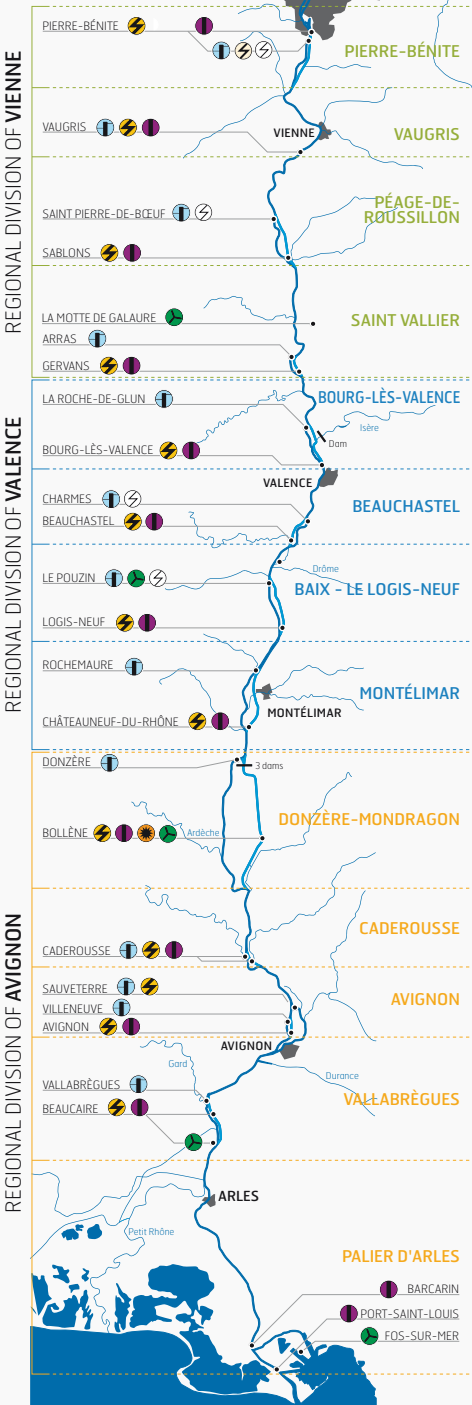 REGIONAL DIVISION OF VIENNE
PIERRE-BÉNITE
PIERRE-BÉNITE
VAUGRIS
VIENNE
VAUGRIS
PÉAGE-DE-
ROUSSILLON
SAINT PIERRE-DE-BŒUF
SABLONS
LA MOTTE DE GALAURE
SAINT VALLIER
ARRAS
GERVANS
REGIONAL DIVISION OF VALENCE
LA ROCHE-DE-GLUN
BOURG-LÈS-VALENCE
Isère
Dam
BOURG-LÈS-VALENCE
VALENCE
CHARMES
BEAUCHASTEL
BEAUCHASTEL
Drôme
LE POUZIN
BAIX - LE LOGIS-NEUF
LOGIS-NEUF
ROCHEMAURE
MONTÉLIMAR
MONTÉLIMAR
CHÂTEAUNEUF-DU-RHÔNE
REGIONAL DIVISION OF AVIGNON
DONZÈRE
3 dams
DONZÈRE-MONDRAGON
BOLLÈNE
Ardèche
CADEROUSSE
CADEROUSSE
SAUVETERRE
AVIGNON
VILLENEUVE
AVIGNON
AVIGNON
Gard
Durance
VALLABRÈGUES
VALLABRÈGUES
BEAUCAIRE
ARLES
Petit Rhône
PALIER D'ARLES
BARCARIN
PORT-SAINT-LOUIS
FOS-SUR-MER